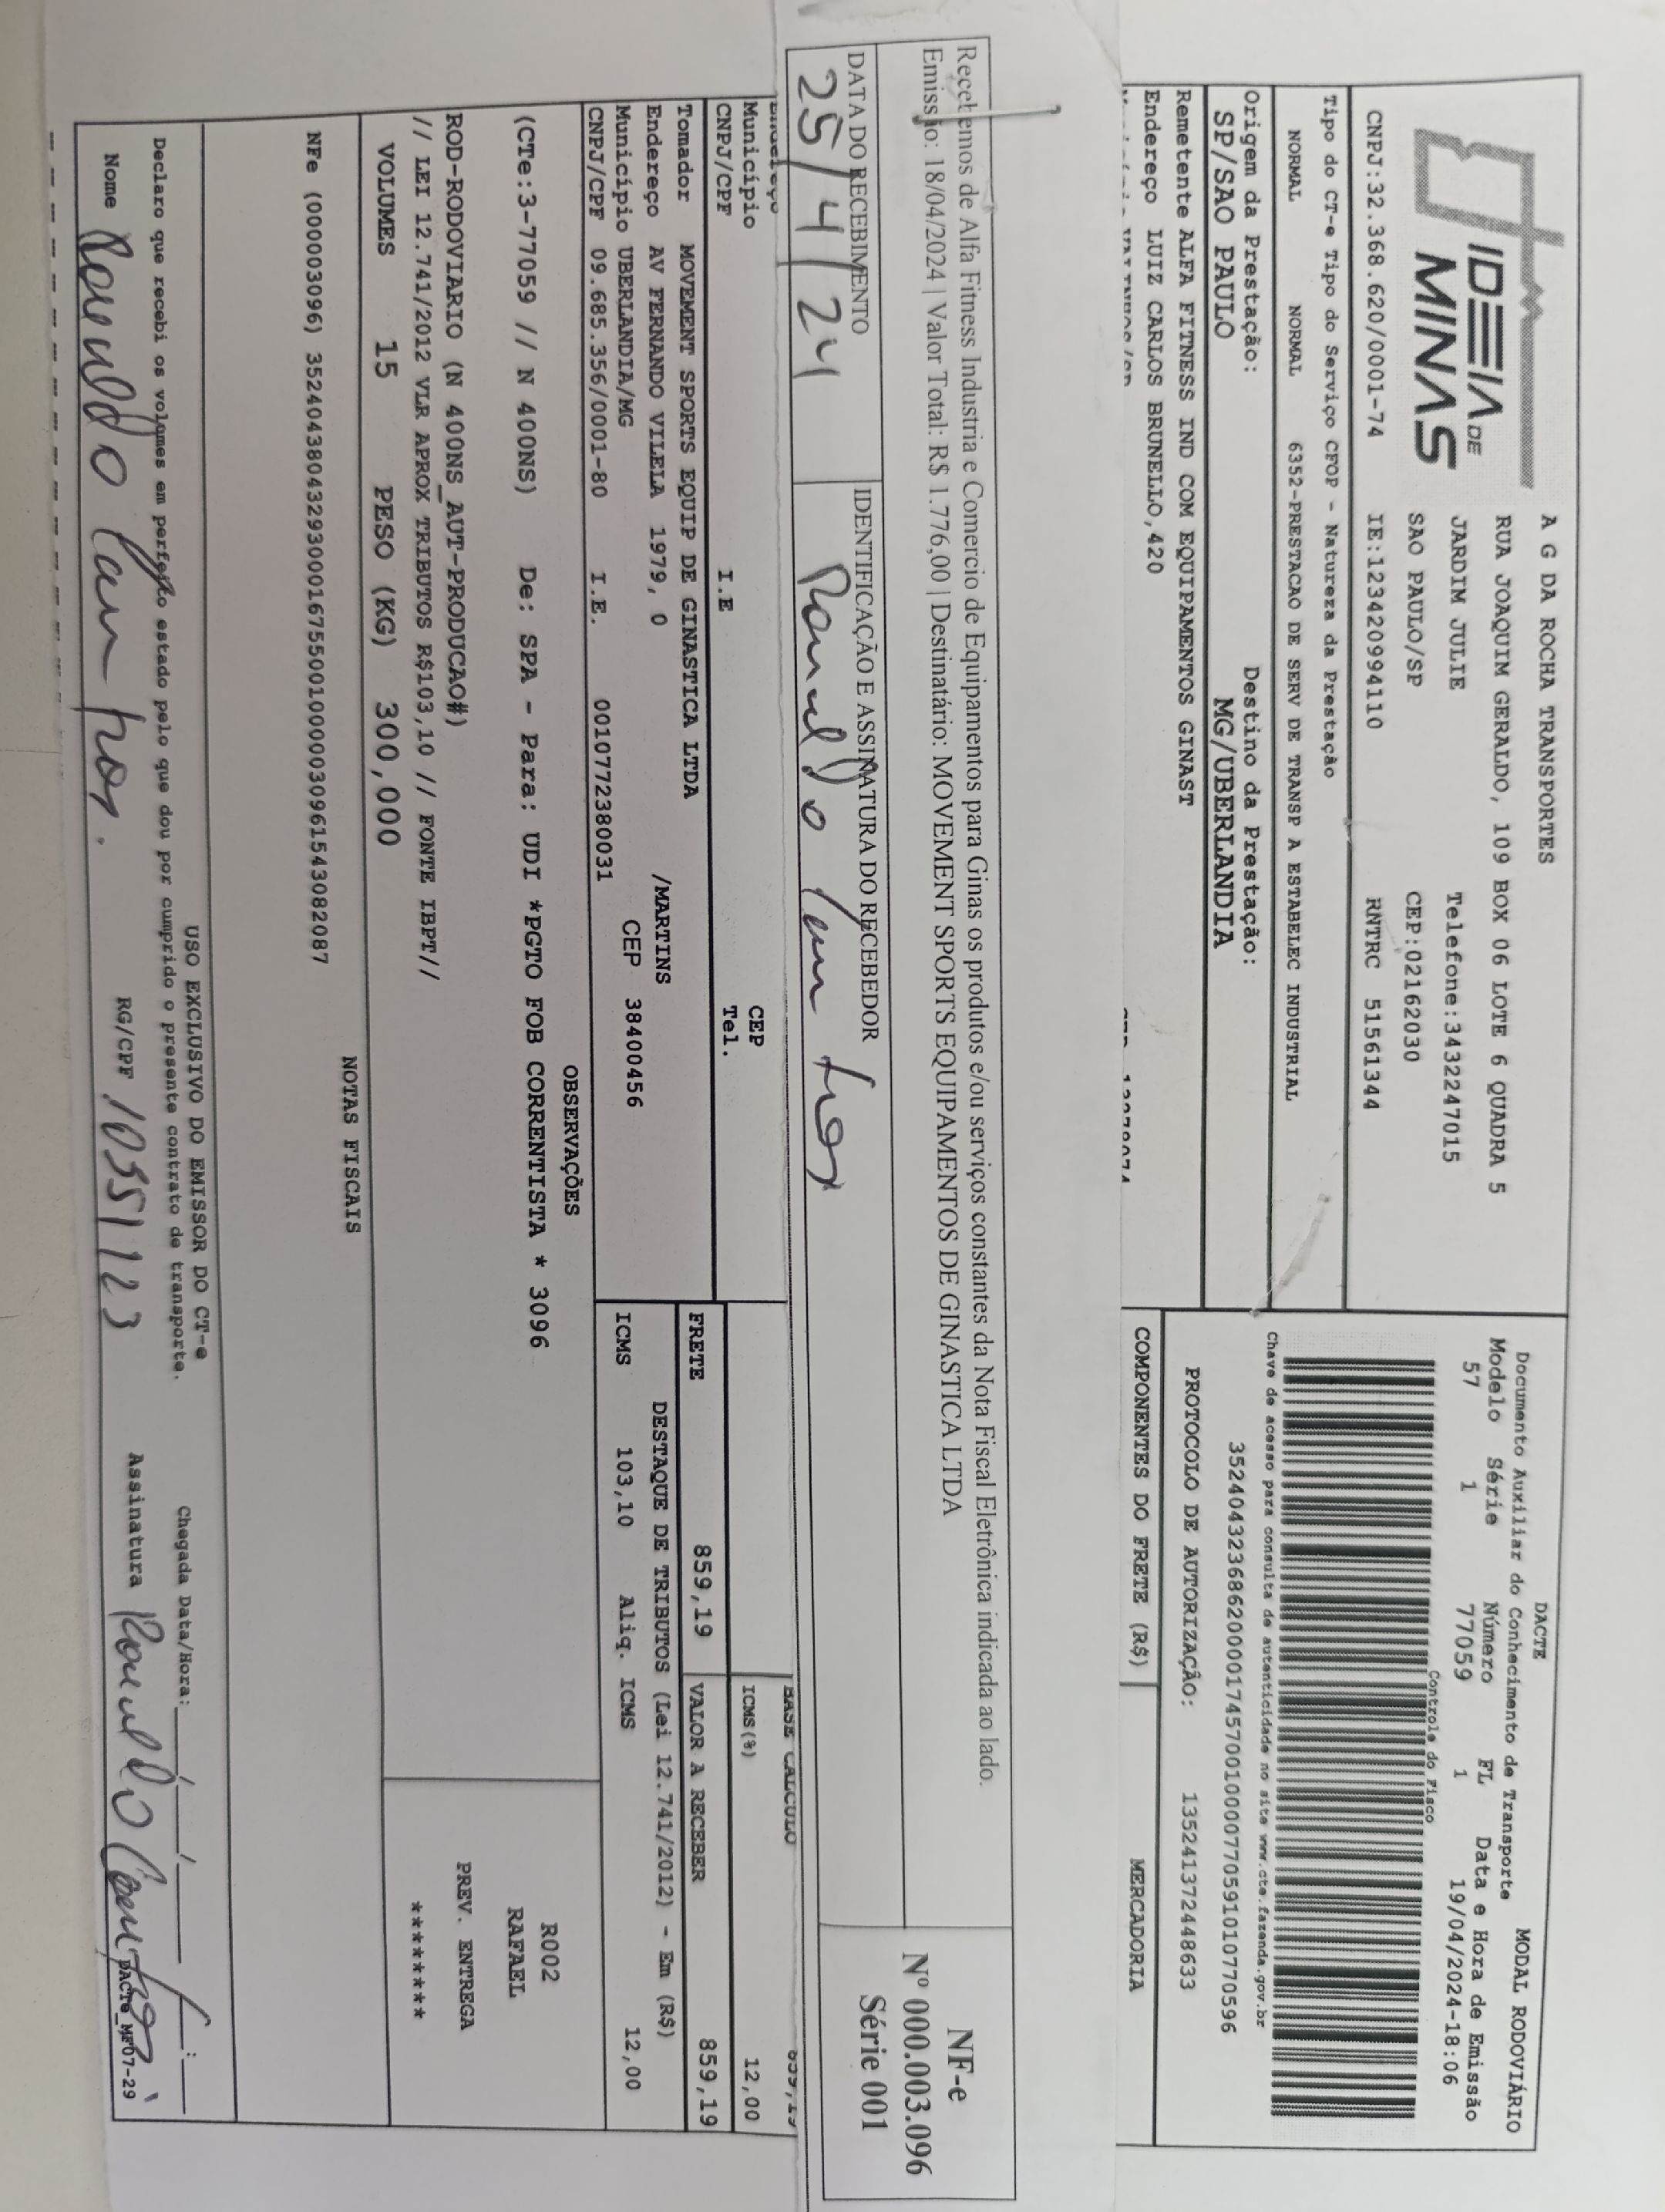 IDEIA DE
MINAS
A G DA ROCHA TRANSPORTES
RUA JOAQUIM GERALDO, 109 BOX 06 LOTE 6 QUADRA 5
JARDIM JULIE Telefone:3432247015
SAO PAULO/SP CEP:02162030
CNPJ:32.368.620/0001-74 IE:123420994110 RNTRC 51561344
Tipo do CT-e Tipo do Serviço CFOP - Natureza da Prestação
NORMAL NORMAL 6352-PRESTACAO DE SERV DE TRANSP A ESTABELEC INDUSTRIAL
Origem da Prestação: Destino da Prestação:
SP/SAO PAULO MG/UBERLANDIA
Remetente ALFA FITNESS IND COM EQUIPAMENTOS GINAST
Endereço LUIZ CARLOS BRUNELLO, 420
DACTE MODAL RODOVIÁRIO
Documento Auxiliar do Conhecimento de Transporte
Modelo Série Número FL Data e Hora de Emissão
57 1 77059 1 19/04/2024-18:06
Controle do Fisco
Chave de acesso para consulta de autenticidade no site www.cte.fazenda.gov.br
35240432368620000174570010000770591010770596
PROTOCOLO DE AUTORIZAÇÃO: 135241372448633
COMPONENTES DO FRETE (R$) MERCADORIA
Recebemos de Alfa Fitness Industria e Comercio de Equipamentos para Ginas os produtos e/ou serviços constantes da Nota Fiscal Eletrônica indicada ao lado.
Emissão: 18/04/2024 | Valor Total: R$ 1.776,00 | Destinatário: MOVEMENT SPORTS EQUIPAMENTOS DE GINASTICA LTDA
DATA DO RECEBIMENTO IDENTIFICAÇÃO E ASSINATURA DO RECEBEDOR
25/4/24
NF-e
Nº 000.003.096
Série 001
Endereço
Município CEP
CNPJ/CPF I.E Tel.
BASE CALCULO 859,19
ICMS(%) 12,00
Tomador MOVEMENT SPORTS EQUIP DE GINASTICA LTDA
Endereço AV FERNANDO VILELA 1979, 0 /MARTINS
Município UBERLANDIA/MG CEP 38400456
CNPJ/CPF 09.685.356/0001-80 I.E. 0010772380031
FRETE 859,19 VALOR A RECEBER 859,19
DESTAQUE DE TRIBUTOS (Lei 12.741/2012) - Em (R$)
ICMS 103,10 Aliq. ICMS 12,00
OBSERVAÇÕES
(CTe:3-77059 // N 400NS) De: SPA - Para: UDI *PGTO FOB CORRENTISTA * 3096
ROD-RODOVIARIO (N 400NS_AUT-PRODUCAO#)
// LEI 12.741/2012 VLR APROX TRIBUTOS R$103,10 // FONTE IBPT//
R002
RAFAEL
PREV. ENTREGA
********
VOLUMES 15 PESO (KG) 300,000
NOTAS FISCAIS
NFe (00003096) 35240438043293000167550010000030961543082087
USO EXCLUSIVO DO EMISSOR DO CT-e
Declaro que recebi os volumes em perfeito estado pelo que dou por cumprido o presente contrato de transporte.
Chegada Data/Hora: ____/____/____ ____:____
Nome RG/CPF Assinatura
DACTe_MF07-29